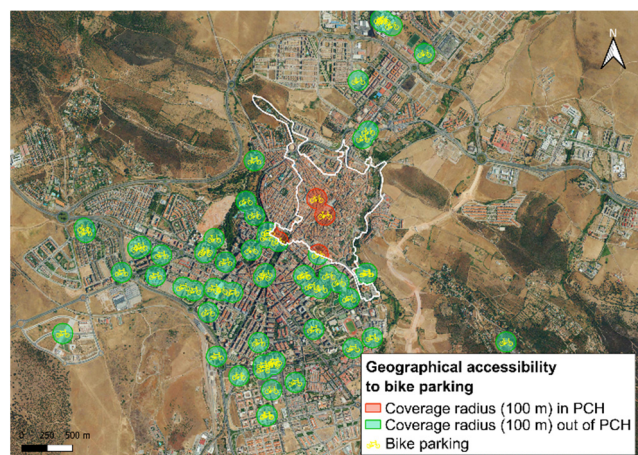 N
Geographical accessibility
to bike parking
Coverage radius (100 m) in PCH
Coverage radius (100 m) out of PCH
Bike parking
0 250 500 m